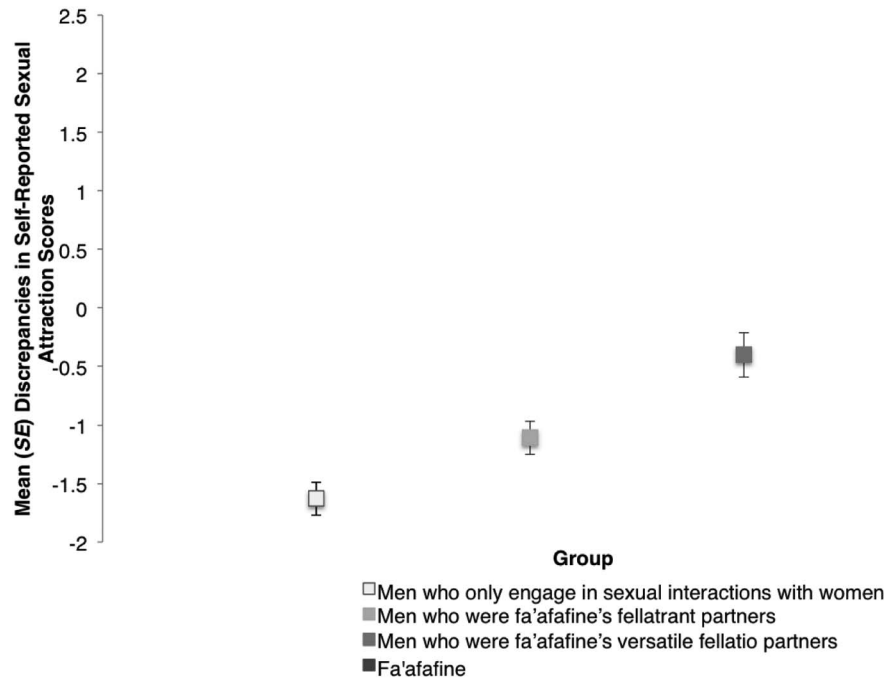 Mean (SE) Discrepancies in Self-Reported Sexual
Attraction Scores
2.5
2
1.5
1
0.5
0
-0.5
-1
-1.5
-2
Group
Men who only engage in sexual interactions with women
Men who were fa'afafine's fellatrant partners
Men who were fa'afafine's versatile fellatio partners
Fa'afafine